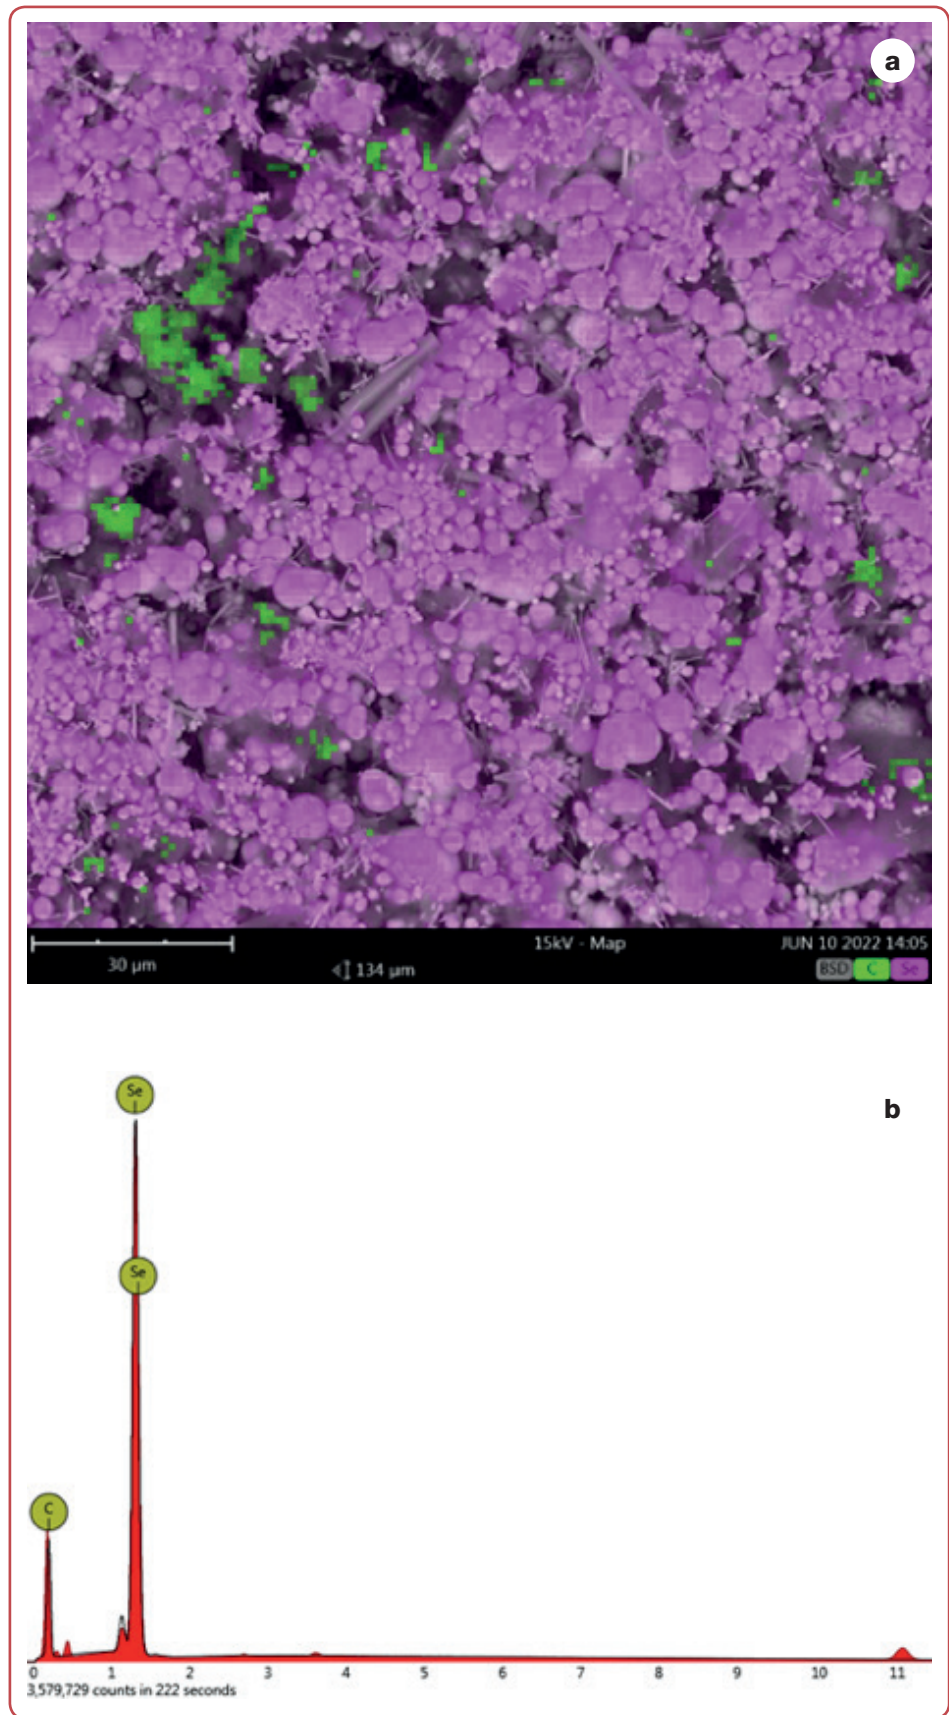 a
15kV - Map
JUN 10 2022 14:05
30 µm
134 µm
BSD C Se
b
Se
Se
C
0 1 2 3 4 5 6 7 8 9 10 11
3,579,729 counts in 222 seconds